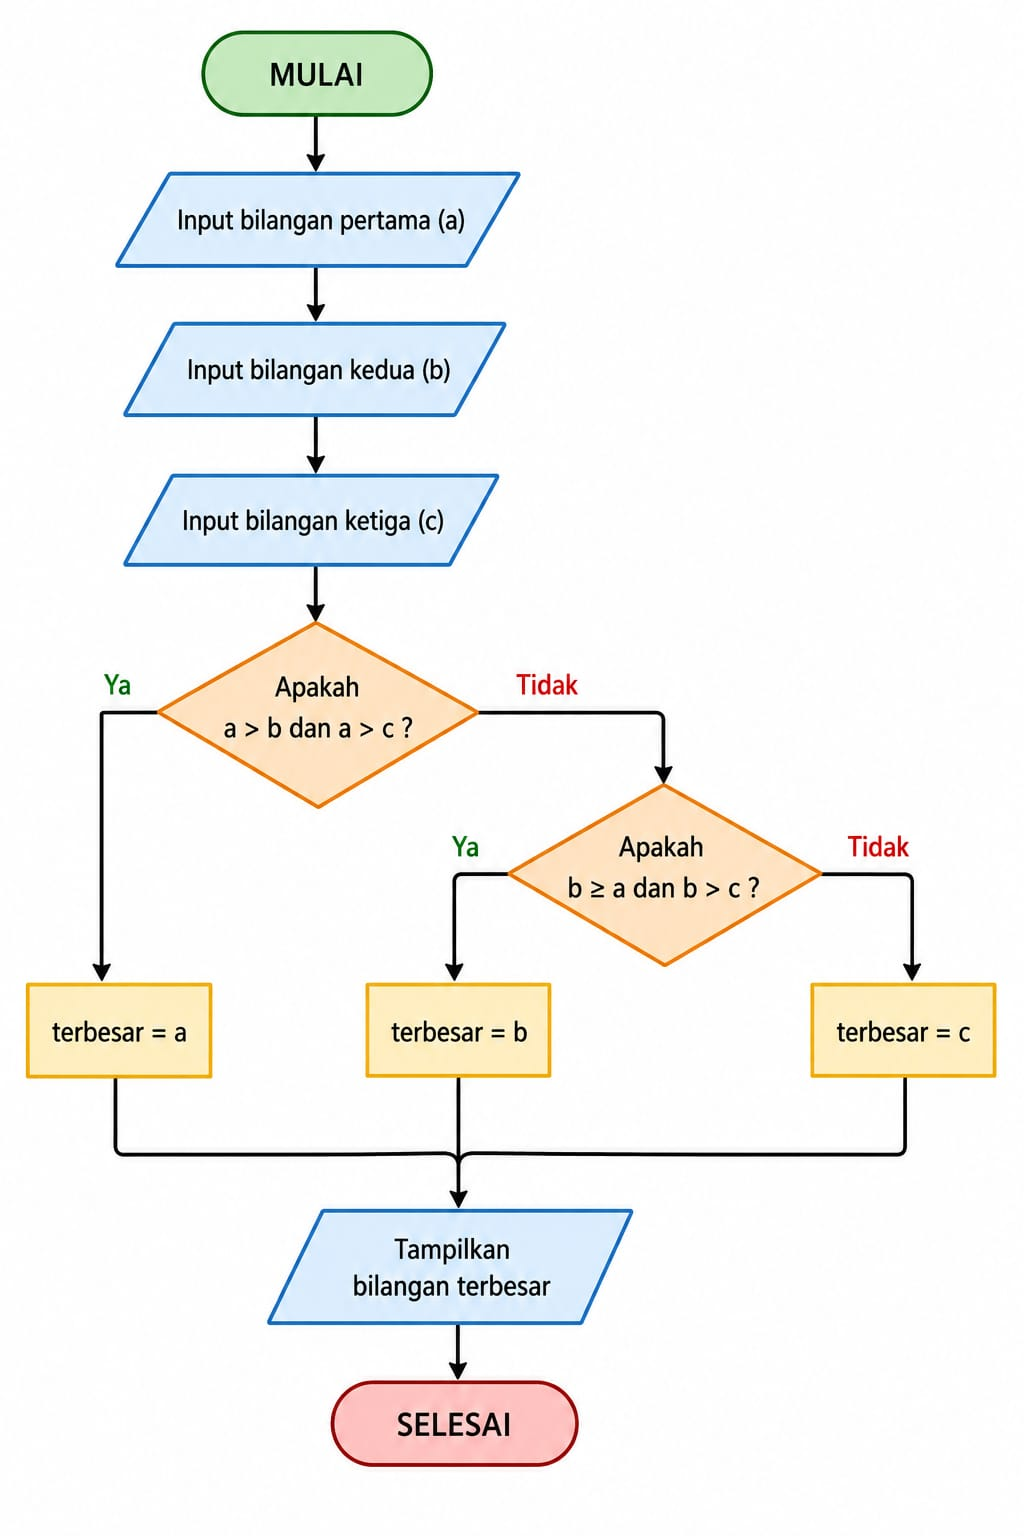 MULAI
Input bilangan pertama (a)
Input bilangan kedua (b)
Input bilangan ketiga (c)
Apakah
a > b dan a > c ?
Ya
Tidak
Apakah
b ≥ a dan b > c ?
Ya
Tidak
terbesar = a
terbesar = b
terbesar = c
Tampilkan
bilangan terbesar
SELESAI